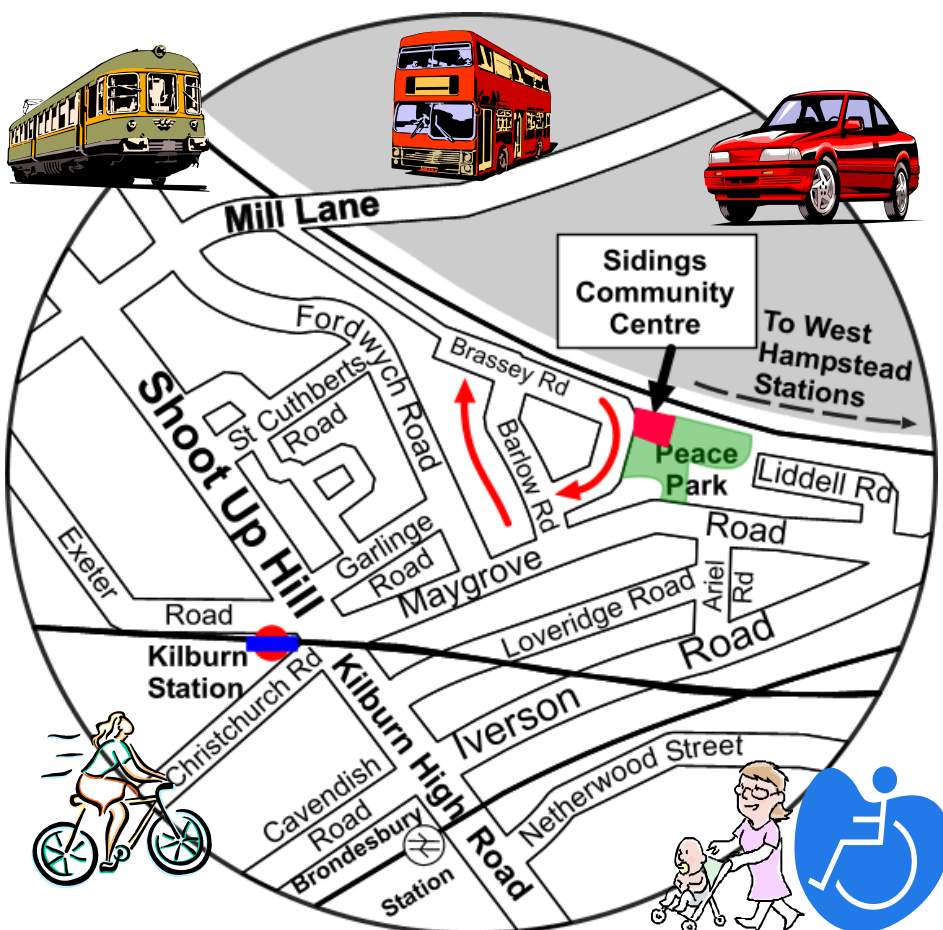 Mill Lane
Sidings
Community
Centre
To West
Hampstead
Stations
Fordwych Road
Brassey Rd
St Cuthberts
Road
Shoot Up Hill
Barlow Rd
Peace
Park
Liddell Rd
Road
Garlinge
Road
Maygrove
Exeter
Road
Ariel
Rd
Loveridge Road
Road
Kilburn
Station
Christchurch Rd
Kilburn High Road
Iverson
Netherwood Street
Cavendish
Road
Brondesbury
Station